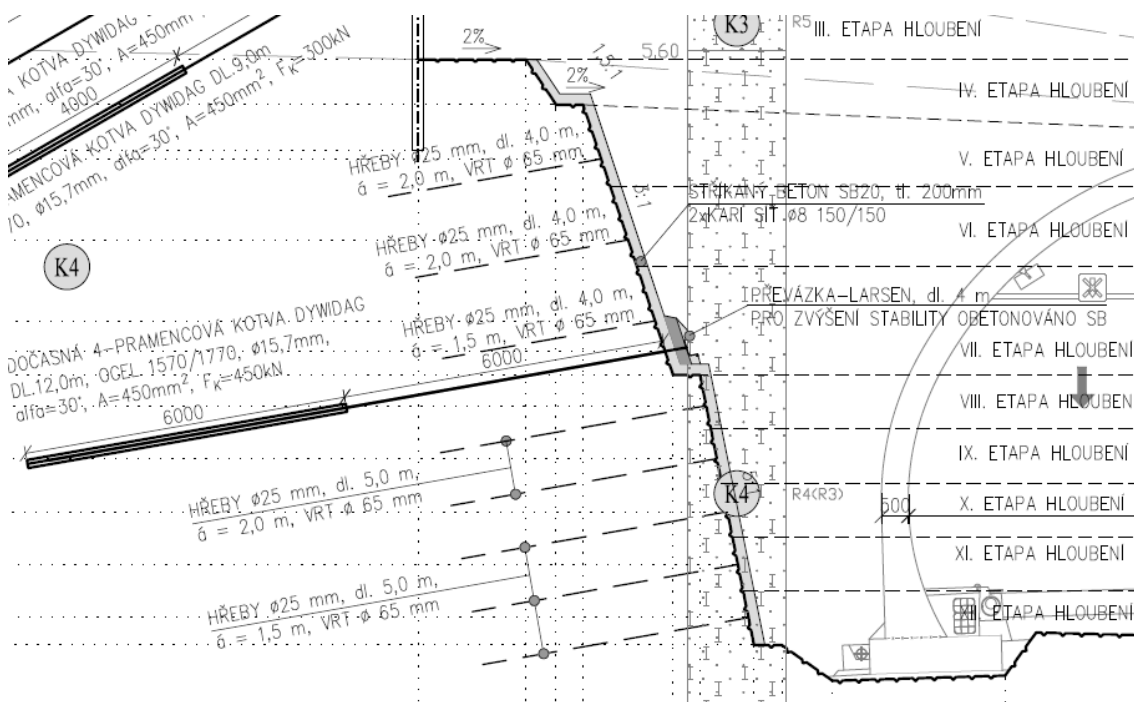 KOTVA DYWIDAG
mm, alfa=30°, A=450mm²,
4000
PRAMENCOVÁ KOTVA DYWIDAG DL.9,0m
70, ø15,7mm, alfa=30°, A=450mm², FK=300kN
2%
1,5:1
2%
5,60
K3
R5
III. ETAPA HLOUBENÍ
IV. ETAPA HLOUBENÍ
V. ETAPA HLOUBENÍ
HŘEBY ø25 mm, dl. 4,0 m,
á = 2,0 m, VRT ø 65 mm
STŘÍKANÝ BETON SB20, tl. 200mm
2xKARI SÍŤ ø8 150/150
5:1
VI. ETAPA HLOUBENÍ
K4
HŘEBY ø25 mm, dl. 4,0 m,
á = 2,0 m, VRT ø 65 mm
PŘEVÁZKA-LARSEN, dl. 4 m
PRO ZVÝŠENÍ STABILITY OBETONOVÁNO SB
HŘEBY ø25 mm, dl. 4,0 m,
á = 1,5 m, VRT ø 65 mm
DOČASNÁ 4-PRAMENCOVÁ KOTVA DYWIDAG
DL.12,0m, OCEL 1570/1770, ø15,7mm,
alfa=30°, A=450mm², FK=450kN
6000
6000
VII. ETAPA HLOUBENÍ
VIII. ETAPA HLOUBEN
IX. ETAPA HLOUBENÍ
HŘEBY ø25 mm, dl. 5,0 m,
á = 2,0 m, VRT ø 65 mm
K4
R4(R3)
500
X. ETAPA HLOUBENÍ
XI. ETAPA HLOUBENÍ
HŘEBY ø25 mm, dl. 5,0 m,
á = 1,5 m, VRT ø 65 mm
ETAPA HLOUBENÍ